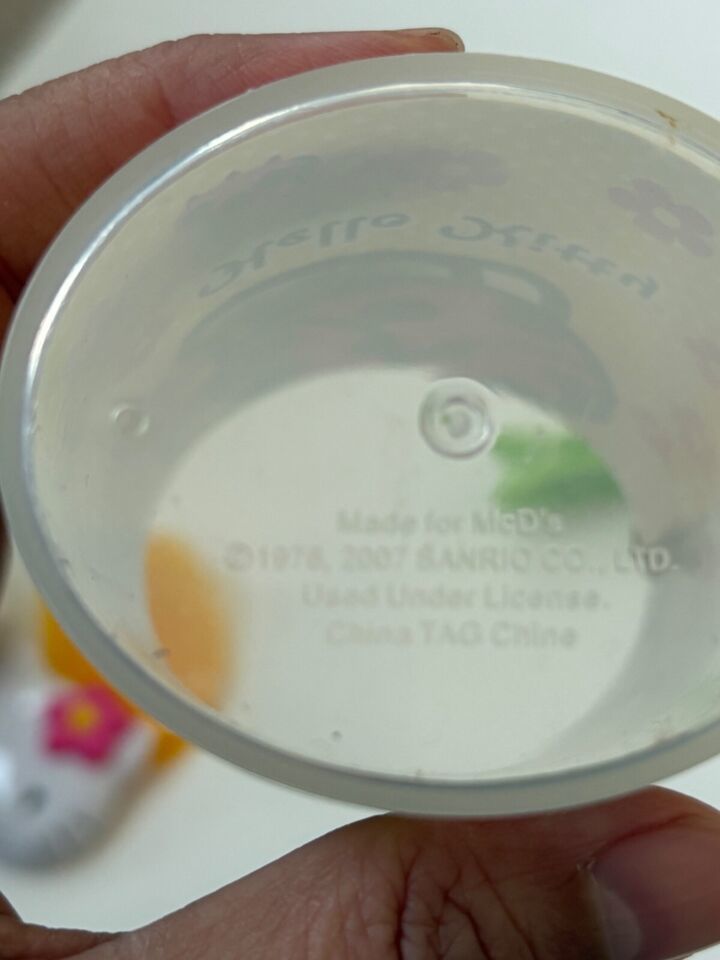 Hello Kitty
Made for McD's
©1976, 2007 SANRIO CO., LTD.
Used Under License.
China TAG Chine